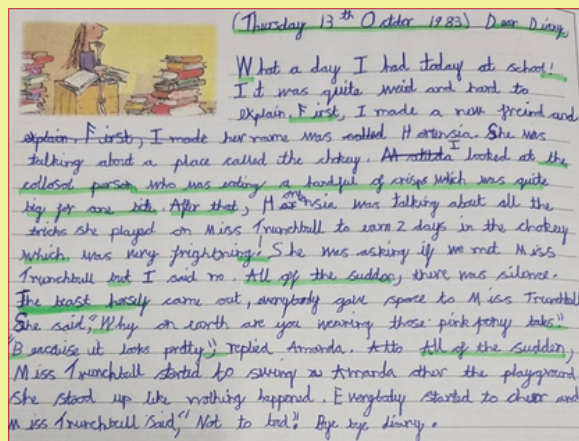 (Thursday 13th October 1983) Dear Diary,
What a day I had today at school!
It was quite weid and hard to
explain. First, I made a new freind and
explain. First, I made her name was called Hortensia. She was
talking about a place called the chokey. I looked at the
collosol person who was eating a handful of crisps which was quite
big for one bite. After that, Hortensia was talking about all the
tricks she played on Miss Trunchbull to earn 2 days in the chokey
which was very frightning! She was asking if we met Miss
Trunchbull but I said no. All of the sudden, there was silence.
The beast herself came out, everybody gave space to Miss Trunchbull
She said, "Why on earth are you wearing those pink pony tails."
"Becauise it looks pretty", replied Amanda. All of the sudden,
Miss Trunchbull started to swing Amanda other the playground
She stood up like nothing happened. Everybody started to cheer and
Miss Trunchbull said, "Not to bad". Bye bye diary.